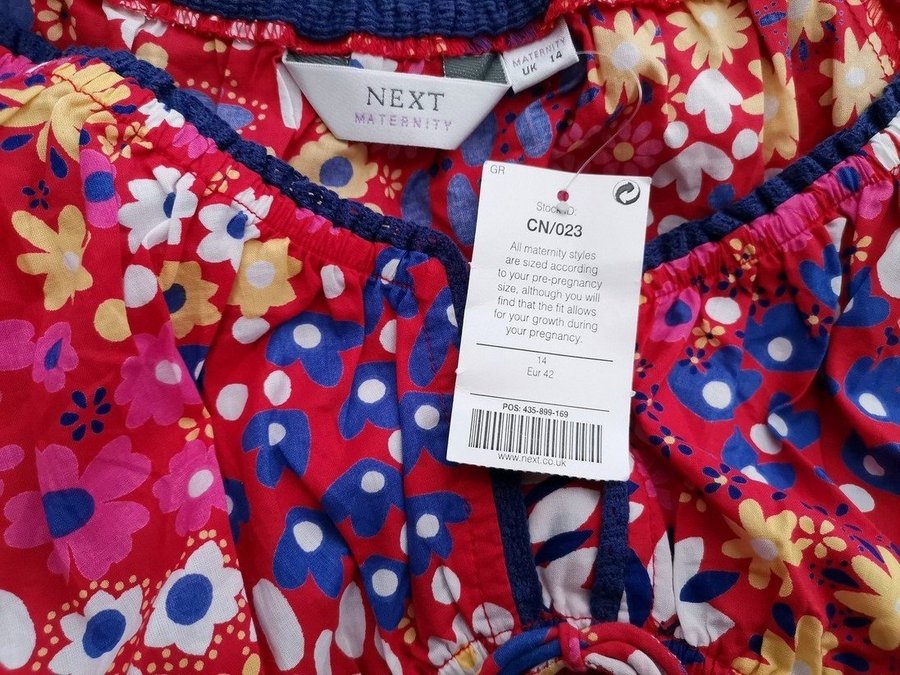 NEXT
MATERNITY
MATERNITY
UK 14
GR
Stock ID:
CN/023
All maternity styles
are sized according
to your pre-pregnancy
size, although you will
find that the fit allows
for your growth during
your pregnancy.
14
Eur 42
POS: 435-899-169
www.next.co.uk